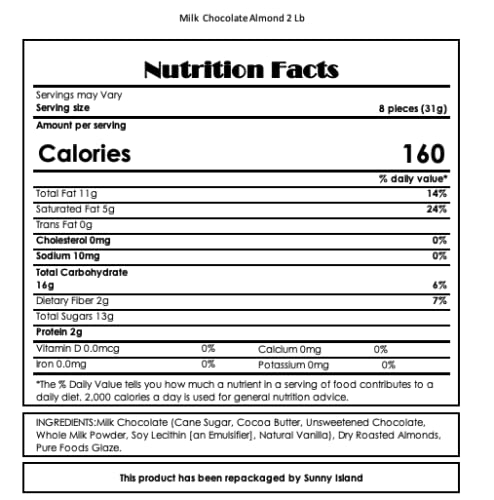 Milk Chocolate Almond 2 Lb
Nutrition Facts
Servings may Vary
Serving size 8 pieces (31g)
Amount per serving
Calories 160
% daily value*
Total Fat 11g 14%
Saturated Fat 5g 24%
Trans Fat 0g
Cholesterol 0mg 0%
Sodium 10mg 0%
Total Carbohydrate
16g 6%
Dietary Fiber 2g 7%
Total Sugars 13g
Protein 2g
Vitamin D 0.0mcg 0% Calcium 0mg 0%
Iron 0.0mg 0% Potassium 0mg 0%
*The % Daily Value tells you how much a nutrient in a serving of food contributes to a
daily diet. 2,000 calories a day is used for general nutrition advice.
INGREDIENTS:Milk Chocolate (Cane Sugar, Cocoa Butter, Unsweetened Chocolate,
Whole Milk Powder, Soy Lecithin [an Emulsifier], Natural Vanilla), Dry Roasted Almonds,
Pure Foods Glaze.
This product has been repackaged by Sunny Island